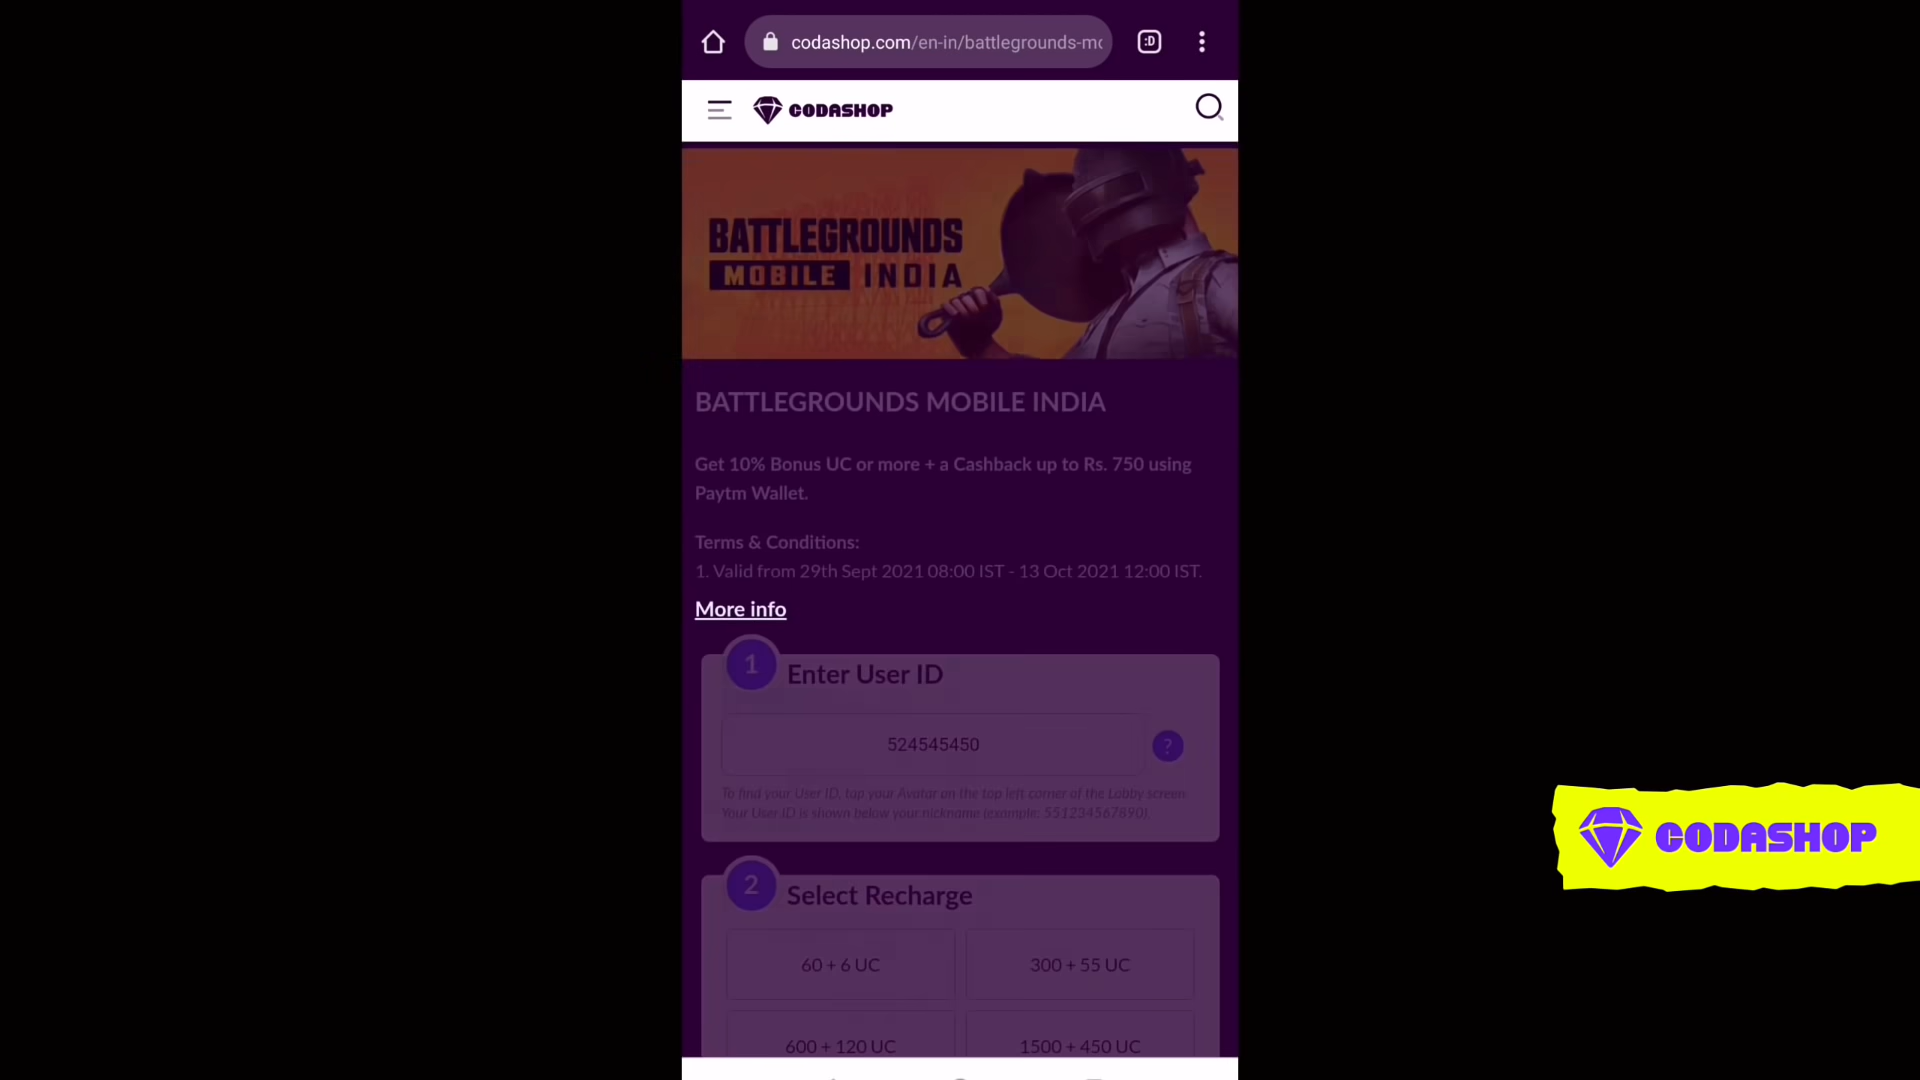 codashop.com/en-in/battlegrounds-mo
:D
CODASHOP
BATTLEGROUNDS
MOBILE INDIA
BATTLEGROUNDS MOBILE INDIA
Get 10% Bonus UC or more + a Cashback up to Rs. 750 using
Paytm Wallet.
Terms & Conditions:
1. Valid from 29th Sept 2021 08:00 IST - 13 Oct 2021 12:00 IST.
More info
1
Enter User ID
524545450
?
To find your User ID, tap your Avatar on the top left corner of the Lobby screen.
Your User ID is shown below your nickname (example: 551234567890).
2
Select Recharge
60 + 6 UC
300 + 55 UC
600 + 120 UC
1500 + 450 UC
CODASHOP